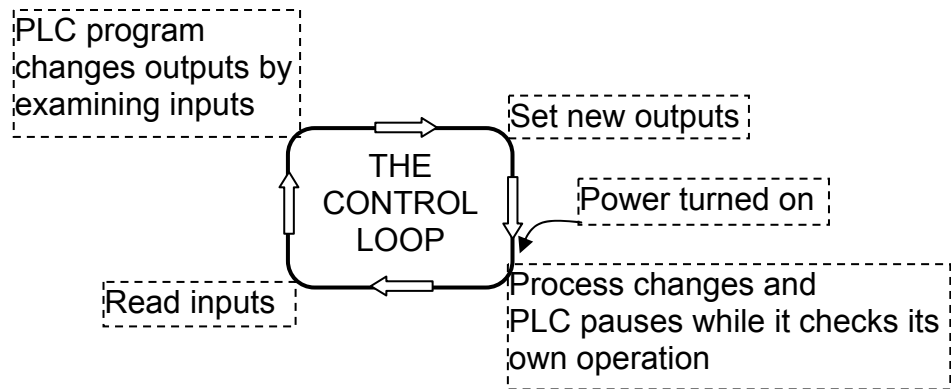 PLC program
changes outputs by
examining inputs
Set new outputs
THE
CONTROL
LOOP
Power turned on
Read inputs
Process changes and
PLC pauses while it checks its
own operation